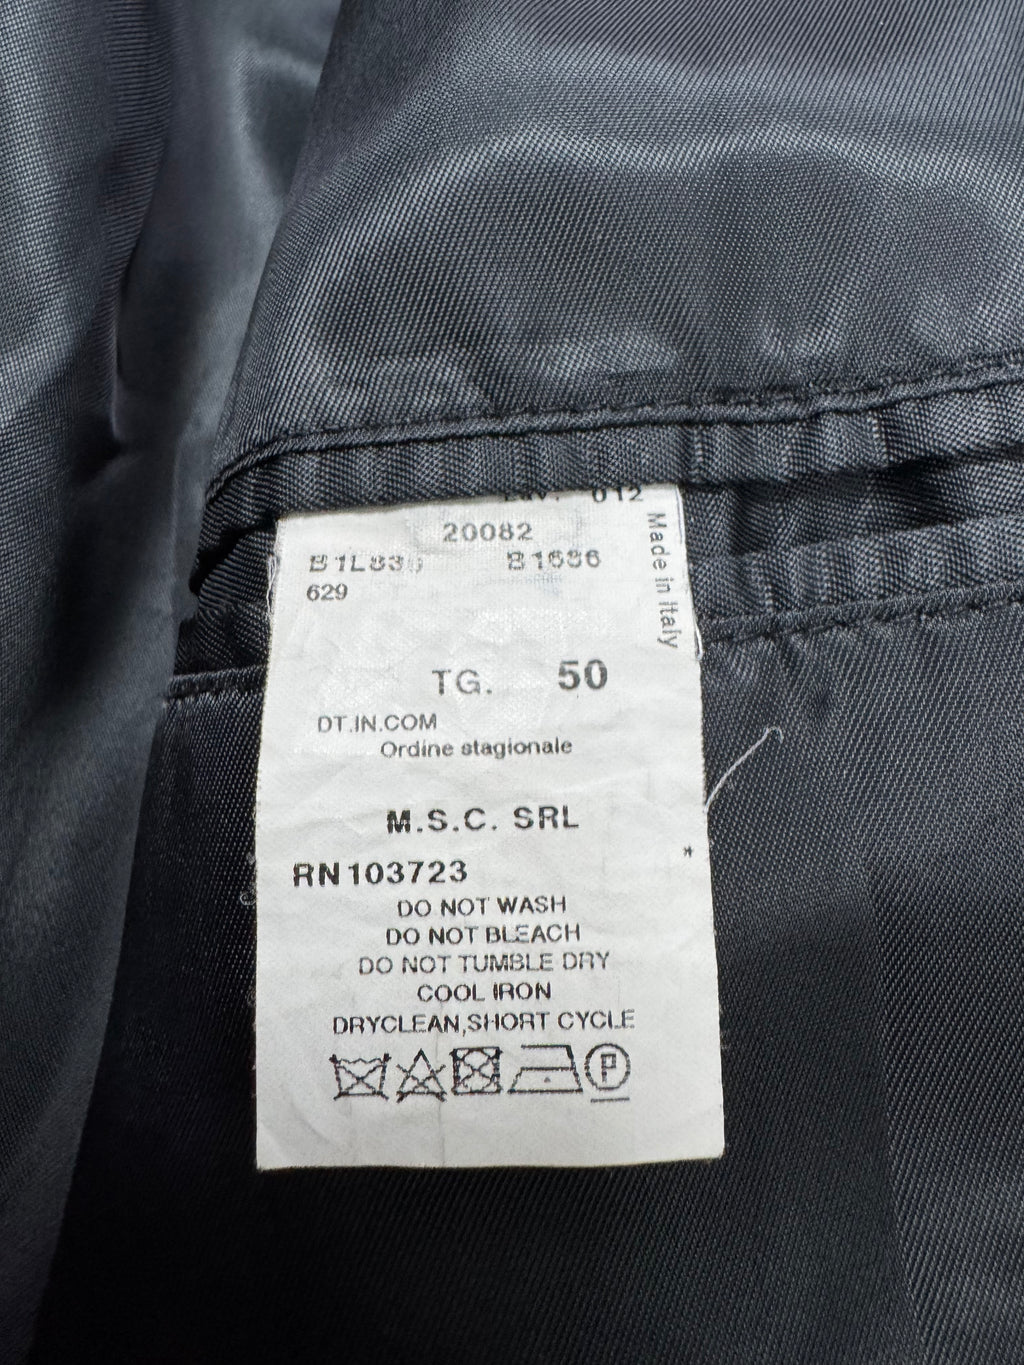 012
20082
629
Made in Italy
TG. 50
DT.IN.COM
Ordine stagionale
M.S.C. SRL
*
RN103723
DO NOT WASH
DO NOT BLEACH
DO NOT TUMBLE DRY
COOL IRON
DRYCLEAN,SHORT CYCLE
P